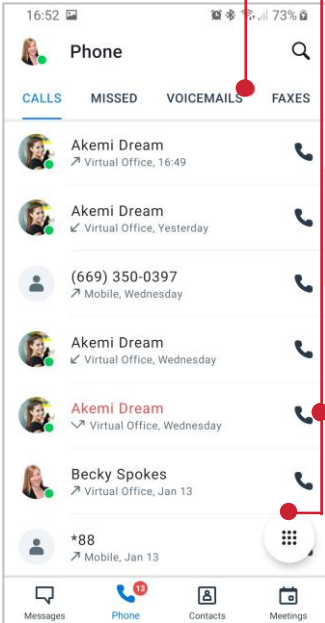 16:52 73%
Phone
CALLS MISSED VOICEMAILS FAXES
Akemi Dream
Virtual Office, 16:49
Akemi Dream
Virtual Office, Yesterday
(669) 350-0397
Mobile, Wednesday
Akemi Dream
Virtual Office, Wednesday
Akemi Dream
Virtual Office, Wednesday
Becky Spokes
Virtual Office, Jan 13
*88
Mobile, Jan 13
13
Messages Phone Contacts Meetings